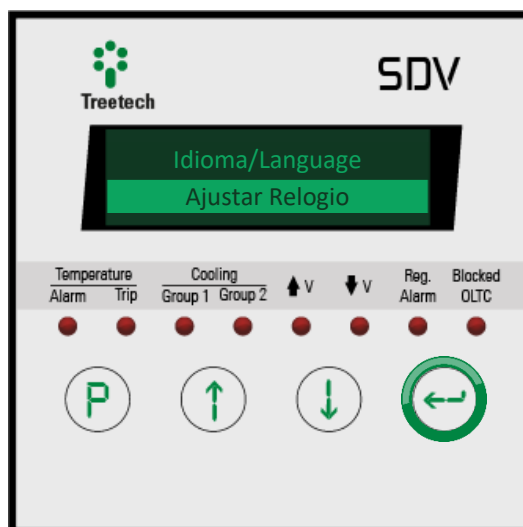 Treetech
SDV
Idioma/Language
Ajustar Relogio
Temperature
Alarm Trip
Cooling
Group 1 Group 2
V
V
Reg.
Alarm
Blocked
OLTC
P